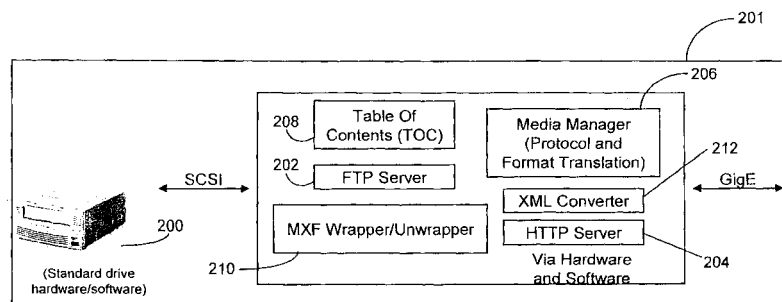 201
206
208
Table Of
Contents (TOC)
Media Manager
(Protocol and
Format Translation)
212
202
FTP Server
SCSI
GigE
XML Converter
200
MXF Wrapper/Unwrapper
HTTP Server
204
(Standard drive
hardware/software)
210
Via Hardware
and Software